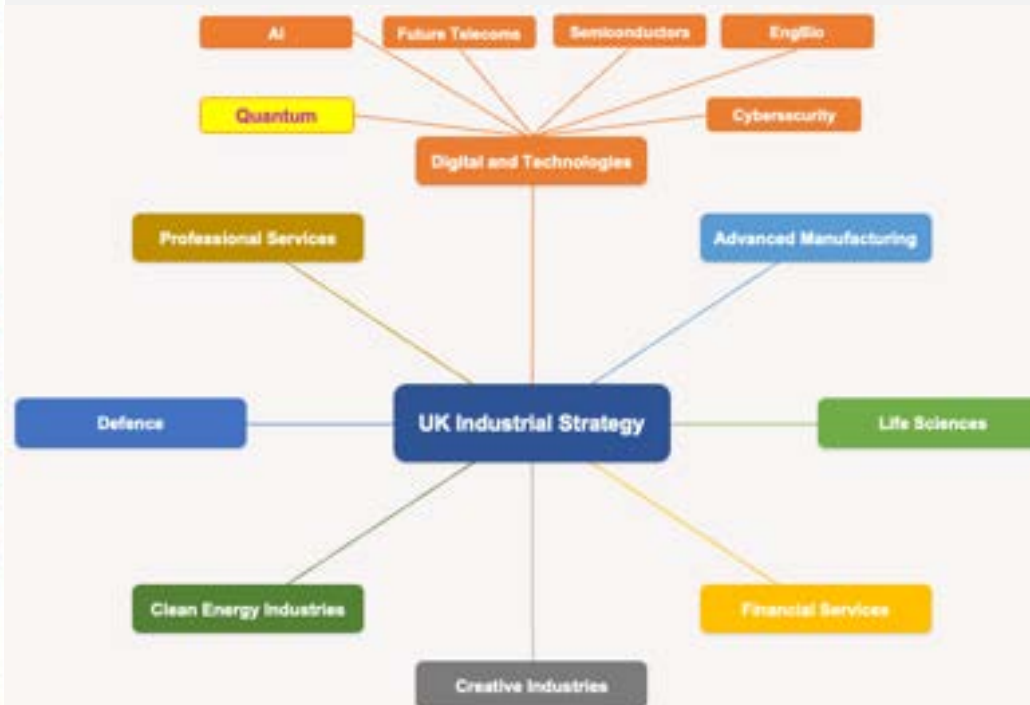 AI
Future Telecoms
Semiconductors
EngBio
Quantum
Cybersecurity
Digital and Technologies
Professional Services
Advanced Manufacturing
Defence
UK Industrial Strategy
Life Sciences
Clean Energy Industries
Financial Services
Creative Industries